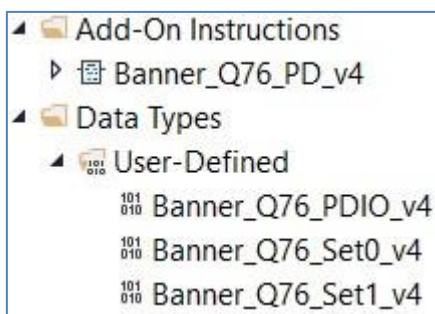 Add-On Instructions
Banner_Q76_PD_v4
Data Types
User-Defined
Banner_Q76_PDIO_v4
Banner_Q76_Set0_v4
Banner_Q76_Set1_v4